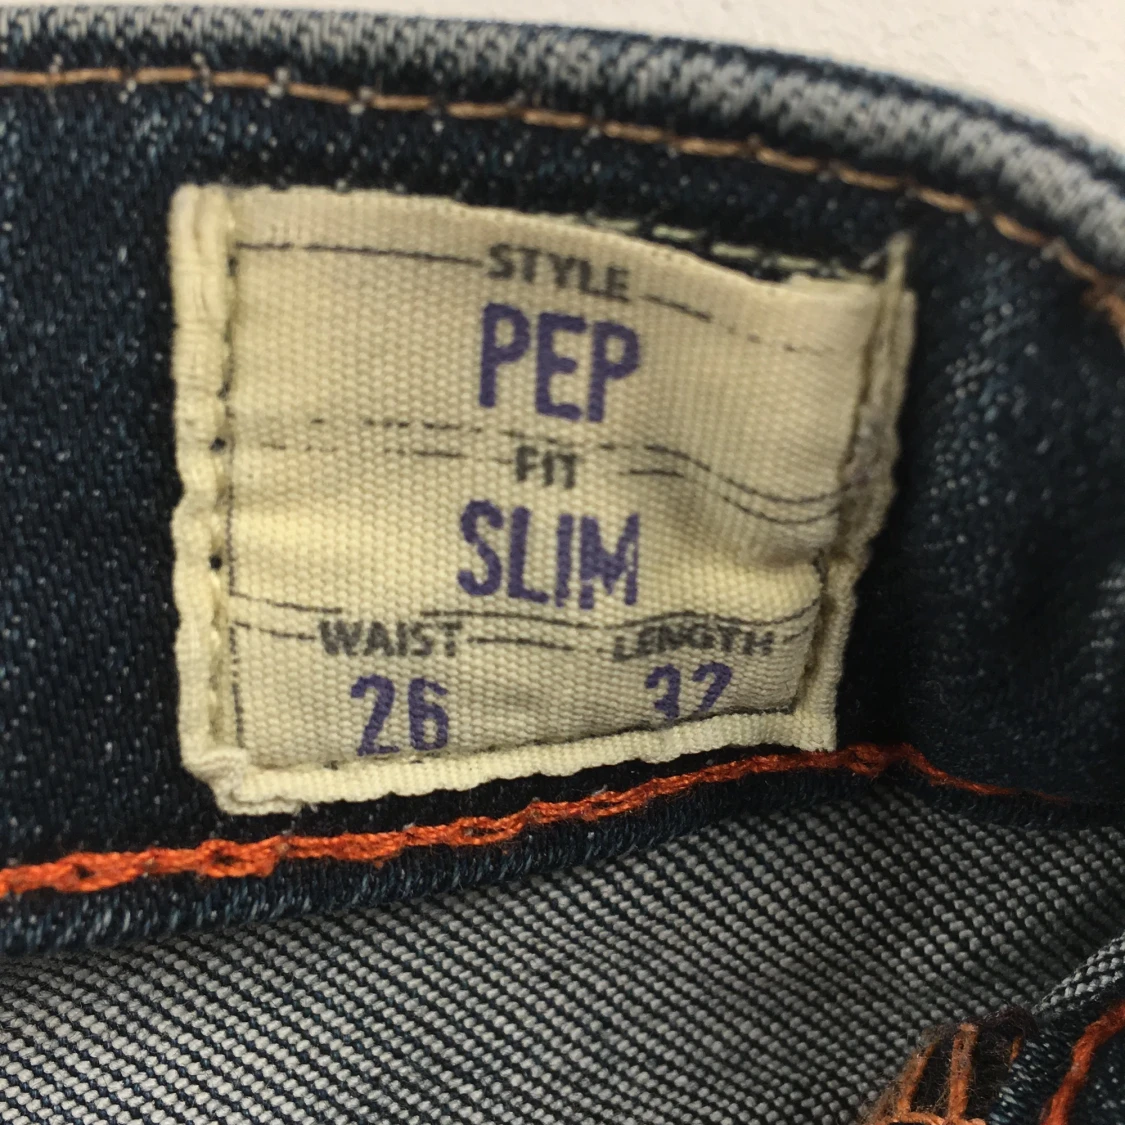 STYLE
PEP
FIT
SLIM
WAIST LENGTH
26 32